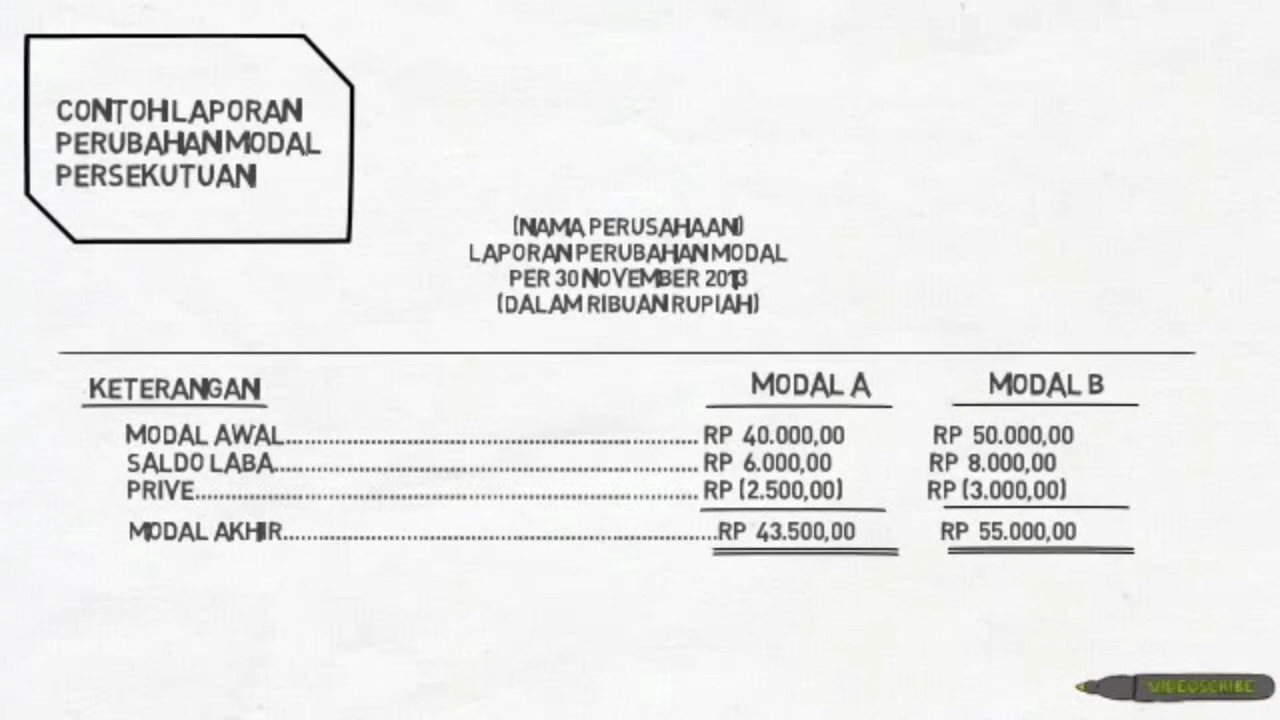 CONTOH LAPORAN
PERUBAHAN MODAL
PERSEKUTUAN
(NAMA PERUSAHAAN)
LAPORAN PERUBAHAN MODAL
PER 30 NOVEMBER 2013
(DALAM RIBUAN RUPIAH)
KETERANGAN MODAL A MODAL B
MODAL AWAL RP 40.000,00 RP 50.000,00
SALDO LABA RP 6.000,00 RP 8.000,00
PRIVE RP (2.500,00) RP (3.000,00)
MODAL AKHIR RP 43.500,00 RP 55.000,00
VIDEOSCRIBE